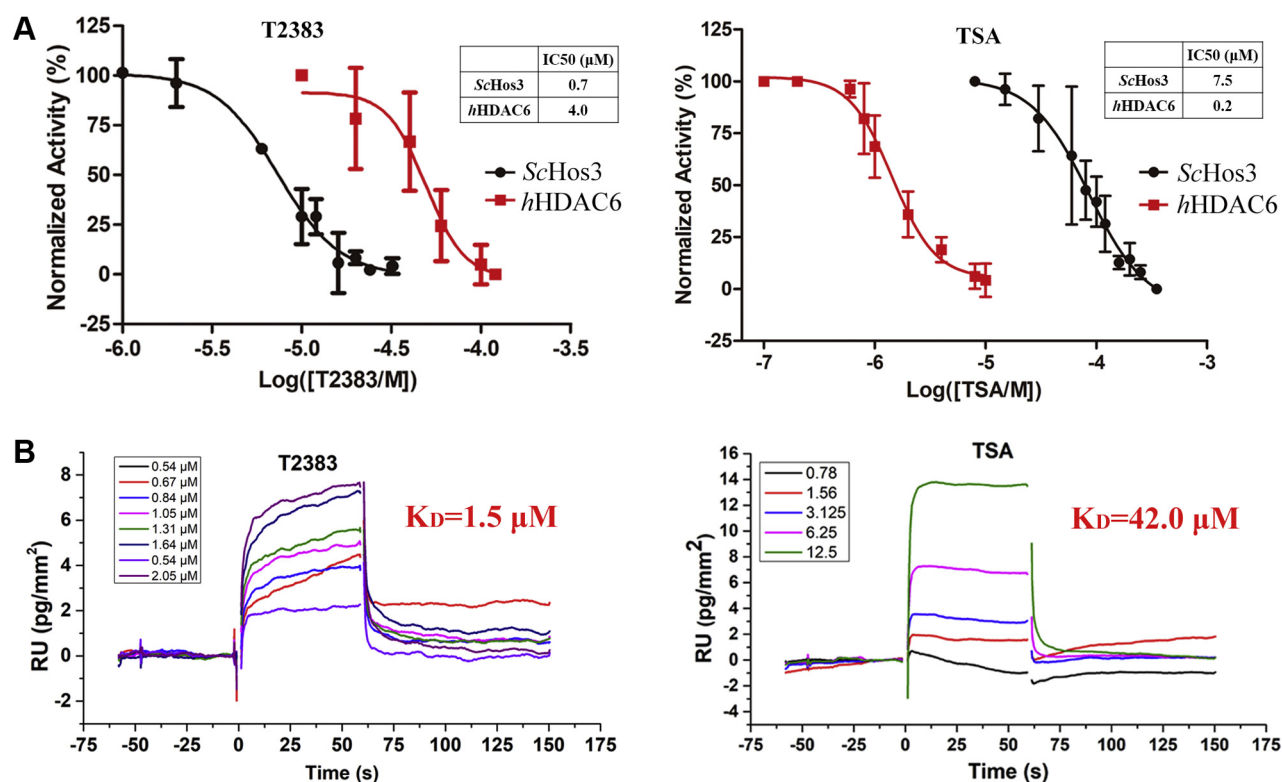 A
T2383
IC50 (µM)
ScHos3 0.7
hHDAC6 4.0
ScHos3
hHDAC6
Normalized Activity (%)
125
100
75
50
25
0
-25
-6.0 -5.5 -5.0 -4.5 -4.0 -3.5
Log([T2383/M])
TSA
IC50 (µM)
ScHos3 7.5
hHDAC6 0.2
ScHos3
hHDAC6
Normalized Activity (%)
125
100
75
50
25
0
-25
-7 -6 -5 -4 -3
Log([TSA/M])
B
T2383
0.54 µM
0.67 µM
0.84 µM
1.05 µM
1.31 µM
1.64 µM
0.54 µM
2.05 µM
KD=1.5 µM
RU (pg/mm2)
8
6
4
2
0
-2
-75 -50 -25 0 25 50 75 100 125 150 175
Time (s)
TSA
0.78
1.56
3.125
6.25
12.5
KD=42.0 µM
RU (pg/mm2)
16
14
12
10
8
6
4
2
0
-2
-4
-75 -50 -25 0 25 50 75 100 125 150 175
Time (s)